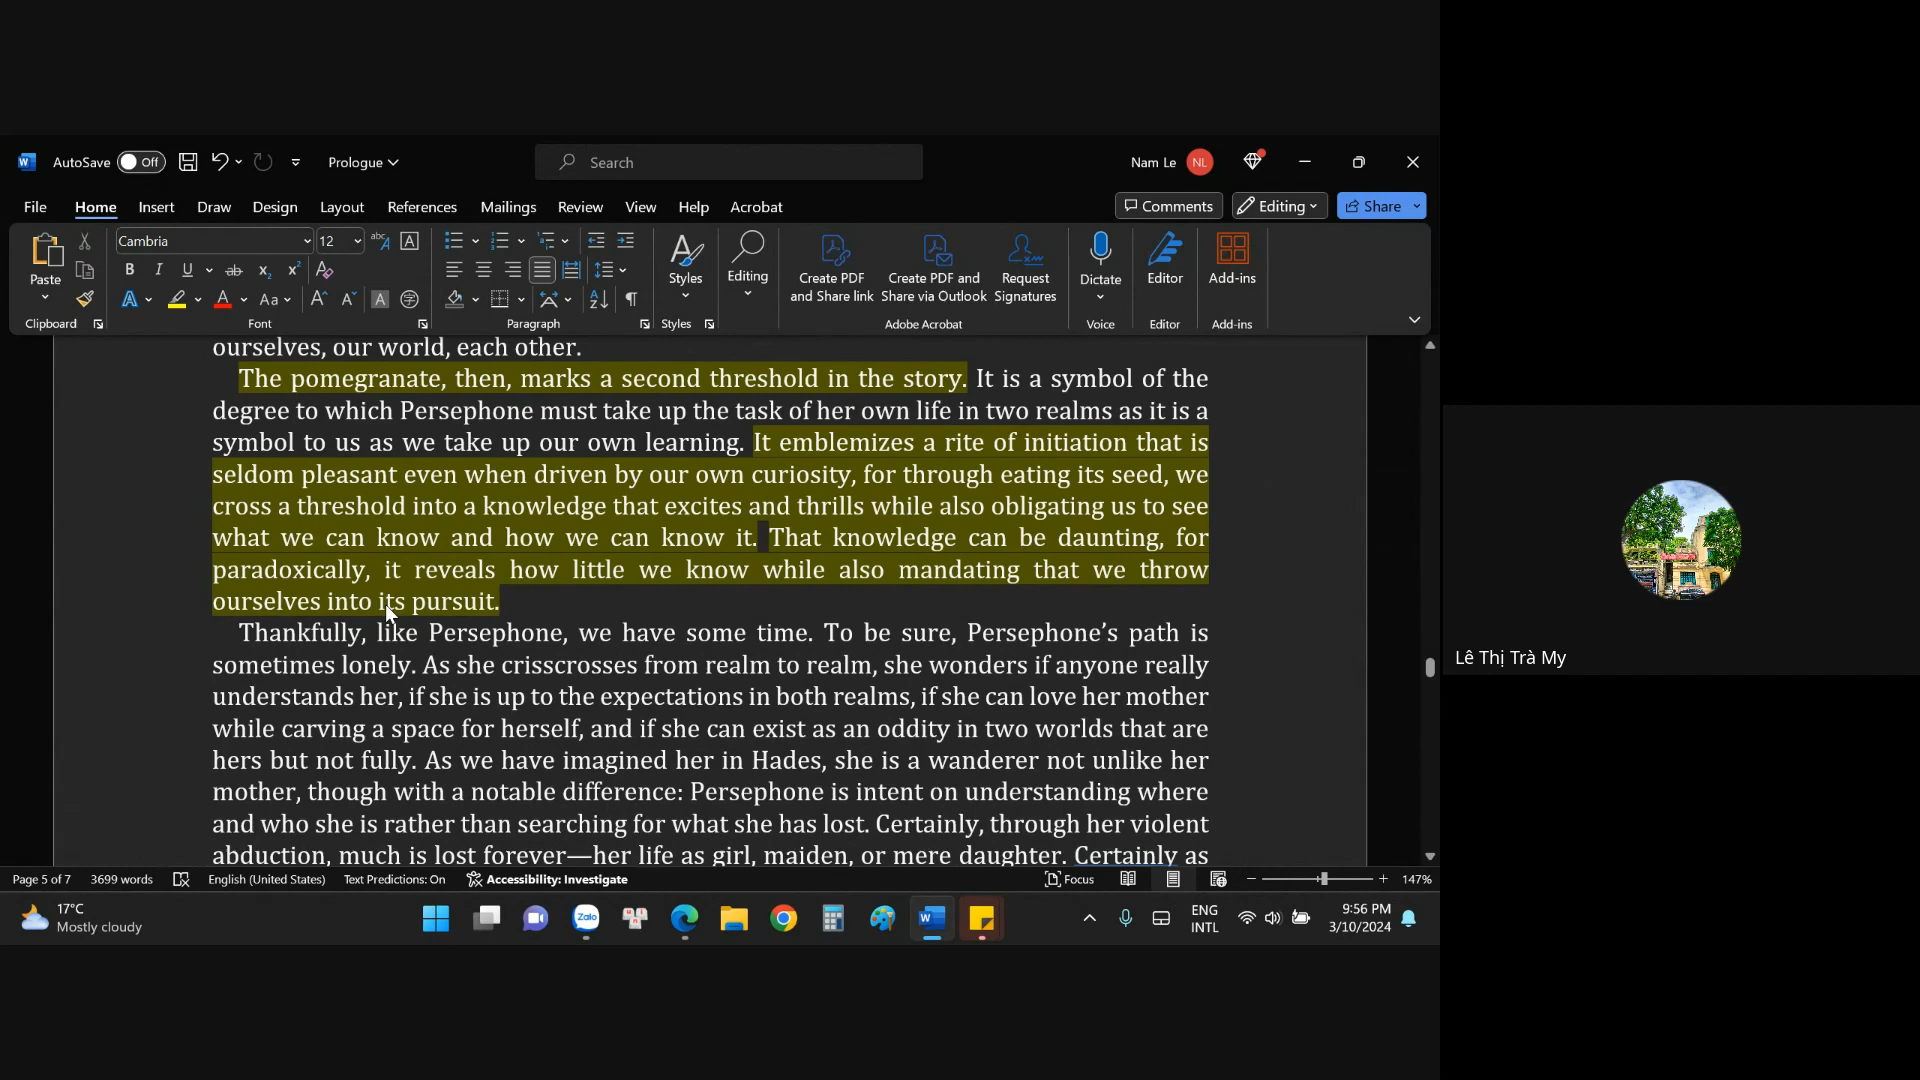 AutoSave Off Prologue Search Nam Le NL
File Home Insert Draw Design Layout References Mailings Review View Help Acrobat Comments Editing Share
Cambria 12
Paste
Styles
Editing
Create PDF
and Share link
Create PDF and
Share via Outlook
Request
Signatures
Dictate
Editor
Add-ins
Clipboard Font Paragraph Styles Adobe Acrobat Voice Editor Add-ins
ourselves, our world, each other.
The pomegranate, then, marks a second threshold in the story. It is a symbol of the
degree to which Persephone must take up the task of her own life in two realms as it is a
symbol to us as we take up our own learning. It emblemizes a rite of initiation that is
seldom pleasant even when driven by our own curiosity, for through eating its seed, we
cross a threshold into a knowledge that excites and thrills while also obligating us to see
what we can know and how we can know it. That knowledge can be daunting, for
paradoxically, it reveals how little we know while also mandating that we throw
ourselves into its pursuit.
Thankfully, like Persephone, we have some time. To be sure, Persephone’s path is
sometimes lonely. As she crisscrosses from realm to realm, she wonders if anyone really
understands her, if she is up to the expectations in both realms, if she can love her mother
while carving a space for herself, and if she can exist as an oddity in two worlds that are
hers but not fully. As we have imagined her in Hades, she is a wanderer not unlike her
mother, though with a notable difference: Persephone is intent on understanding where
and who she is rather than searching for what she has lost. Certainly, through her violent
abduction, much is lost forever—her life as girl, maiden, or mere daughter. Certainly as
Lê Thị Trà My
Page 5 of 7 3699 words English (United States) Text Predictions: On Accessibility: Investigate Focus 147%
17°C
Mostly cloudy
Zalo
ENG
INTL
9:56 PM
3/10/2024